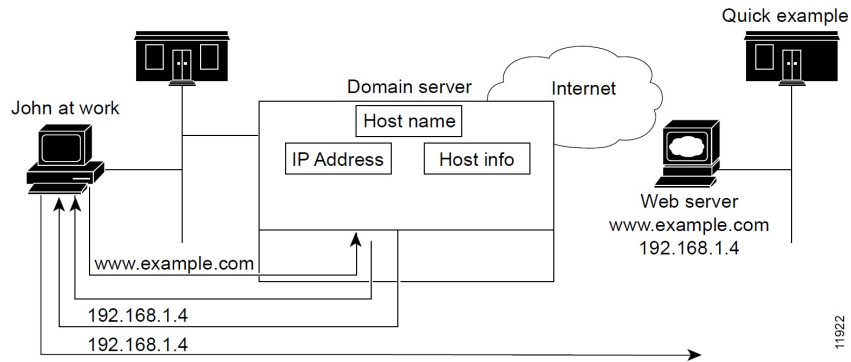 Quick example
Domain server
Internet
John at work
Host name
IP Address
Host info
Web server
www.example.com
192.168.1.4
www.example.com
192.168.1.4
192.168.1.4
11922